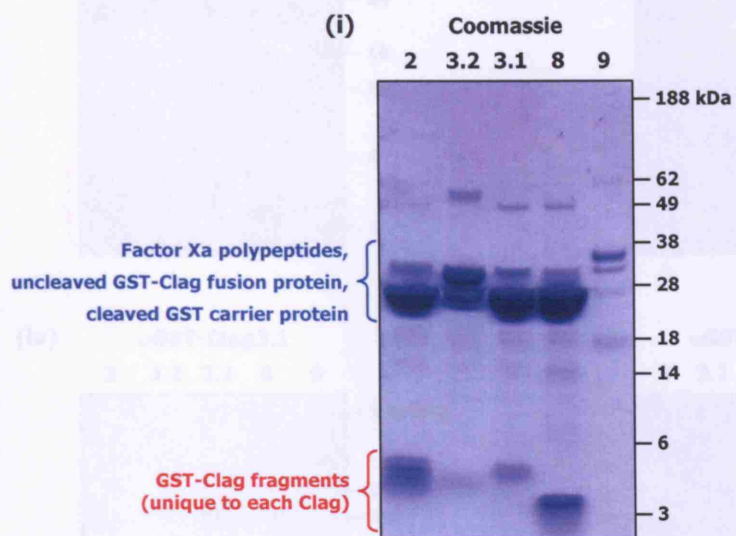 (i) Coomassie
2 3.2 3.1 8 9
188 kDa
62
49
38
28
18
14
6
3
Factor Xa polypeptides,
uncleaved GST-Clag fusion protein,
cleaved GST carrier protein
GST-Clag fragments
(unique to each Clag)